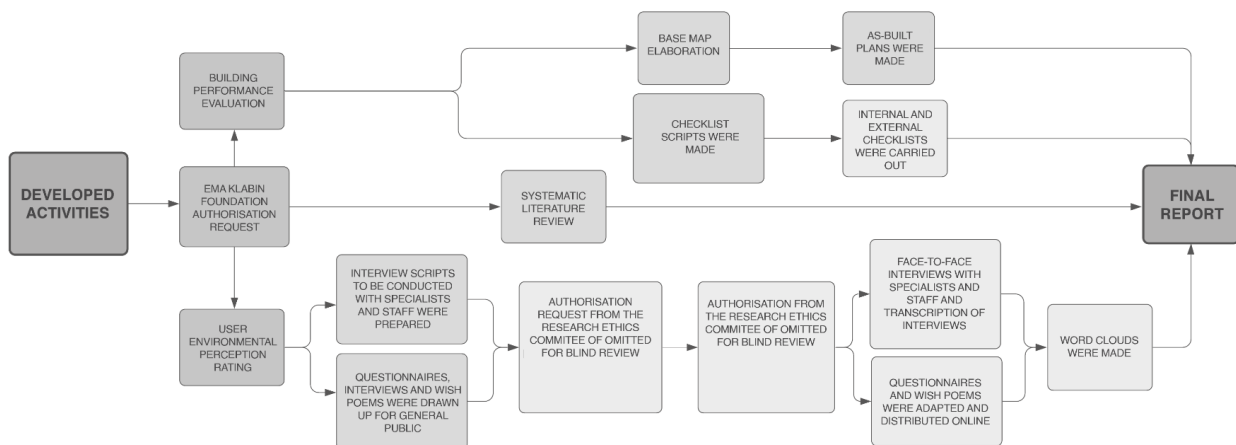 DEVELOPED
ACTIVITIES
BUILDING
PERFORMANCE
EVALUATION
EMA KLABIN
FOUNDATION
AUTHORISATION
REQUEST
USER
ENVIRONMENTAL
PERCEPTION
RATING
BASE MAP
ELABORATION
AS-BUILT
PLANS WERE
MADE
CHECKLIST
SCRIPTS WERE
MADE
INTERNAL AND
EXTERNAL
CHECKLISTS
WERE CARRIED
OUT
SYSTEMATIC
LITERATURE
REVIEW
INTERVIEW SCRIPTS
TO BE CONDUCTED
WITH SPECIALISTS
AND STAFF WERE
PREPARED
QUESTIONNAIRES,
INTERVIEWS AND WISH
POEMS WERE DRAWN
UP FOR GENERAL
PUBLIC
AUTHORISATION
REQUEST FROM THE
RESEARCH ETHICS
COMMITEE OF OMITTED
FOR BLIND REVIEW
AUTHORISATION FROM
THE RESEARCH ETHICS
COMMITEE OF OMITTED
FOR BLIND REVIEW
FACE-TO-FACE
INTERVIEWS WITH
SPECIALISTS AND
STAFF AND
TRANSCRIPTION OF
INTERVIEWS
QUESTIONNAIRES
AND WISH POEMS
WERE ADAPTED AND
DISTRIBUTED ONLINE
WORD CLOUDS
WERE MADE
FINAL
REPORT